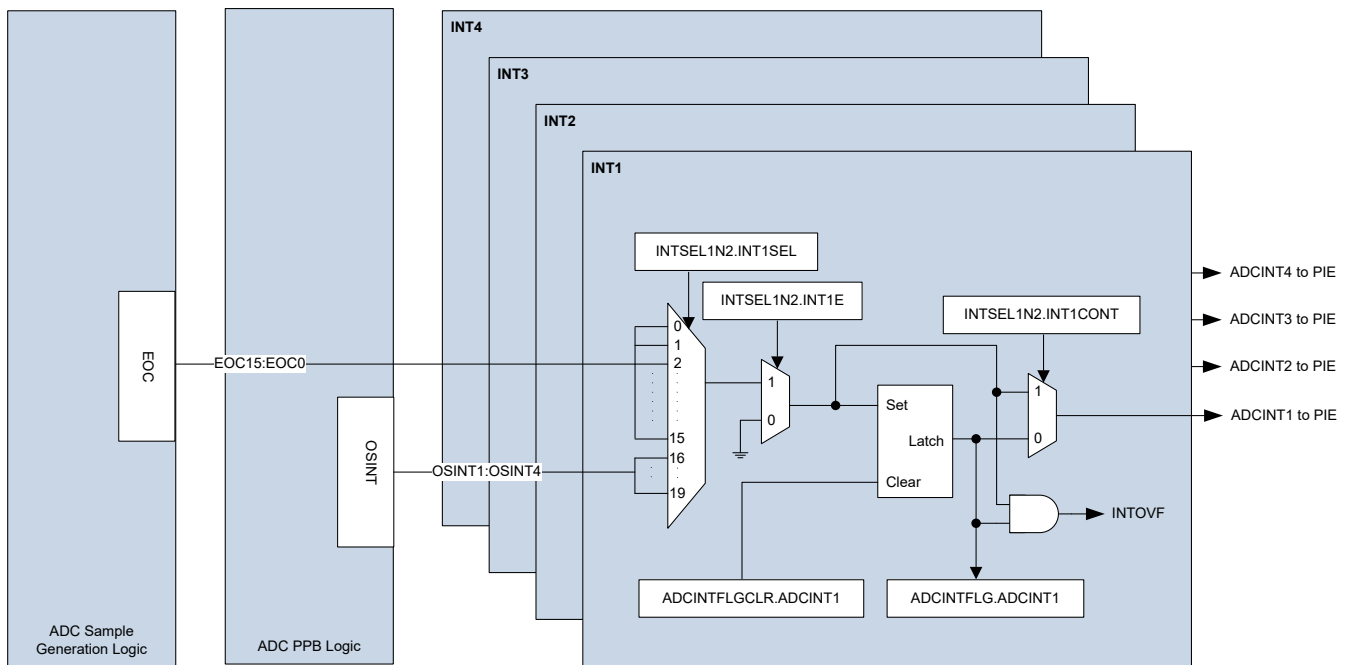 INT4
INT3
INT2
INT1
INTSEL1N2.INT1SEL
INTSEL1N2.INT1E
INTSEL1N2.INT1CONT
ADCINT4 to PIE
ADCINT3 to PIE
ADCINT2 to PIE
ADCINT1 to PIE
0
1
2
15
16
19
1
0
Set
Latch
Clear
1
0
EOC
EOC15:EOC0
OSINT
OSINT1:OSINT4
INTOVF
ADCINTFLGCLR.ADCINT1
ADCINTFLG.ADCINT1
ADC Sample
Generation Logic
ADC PPB Logic